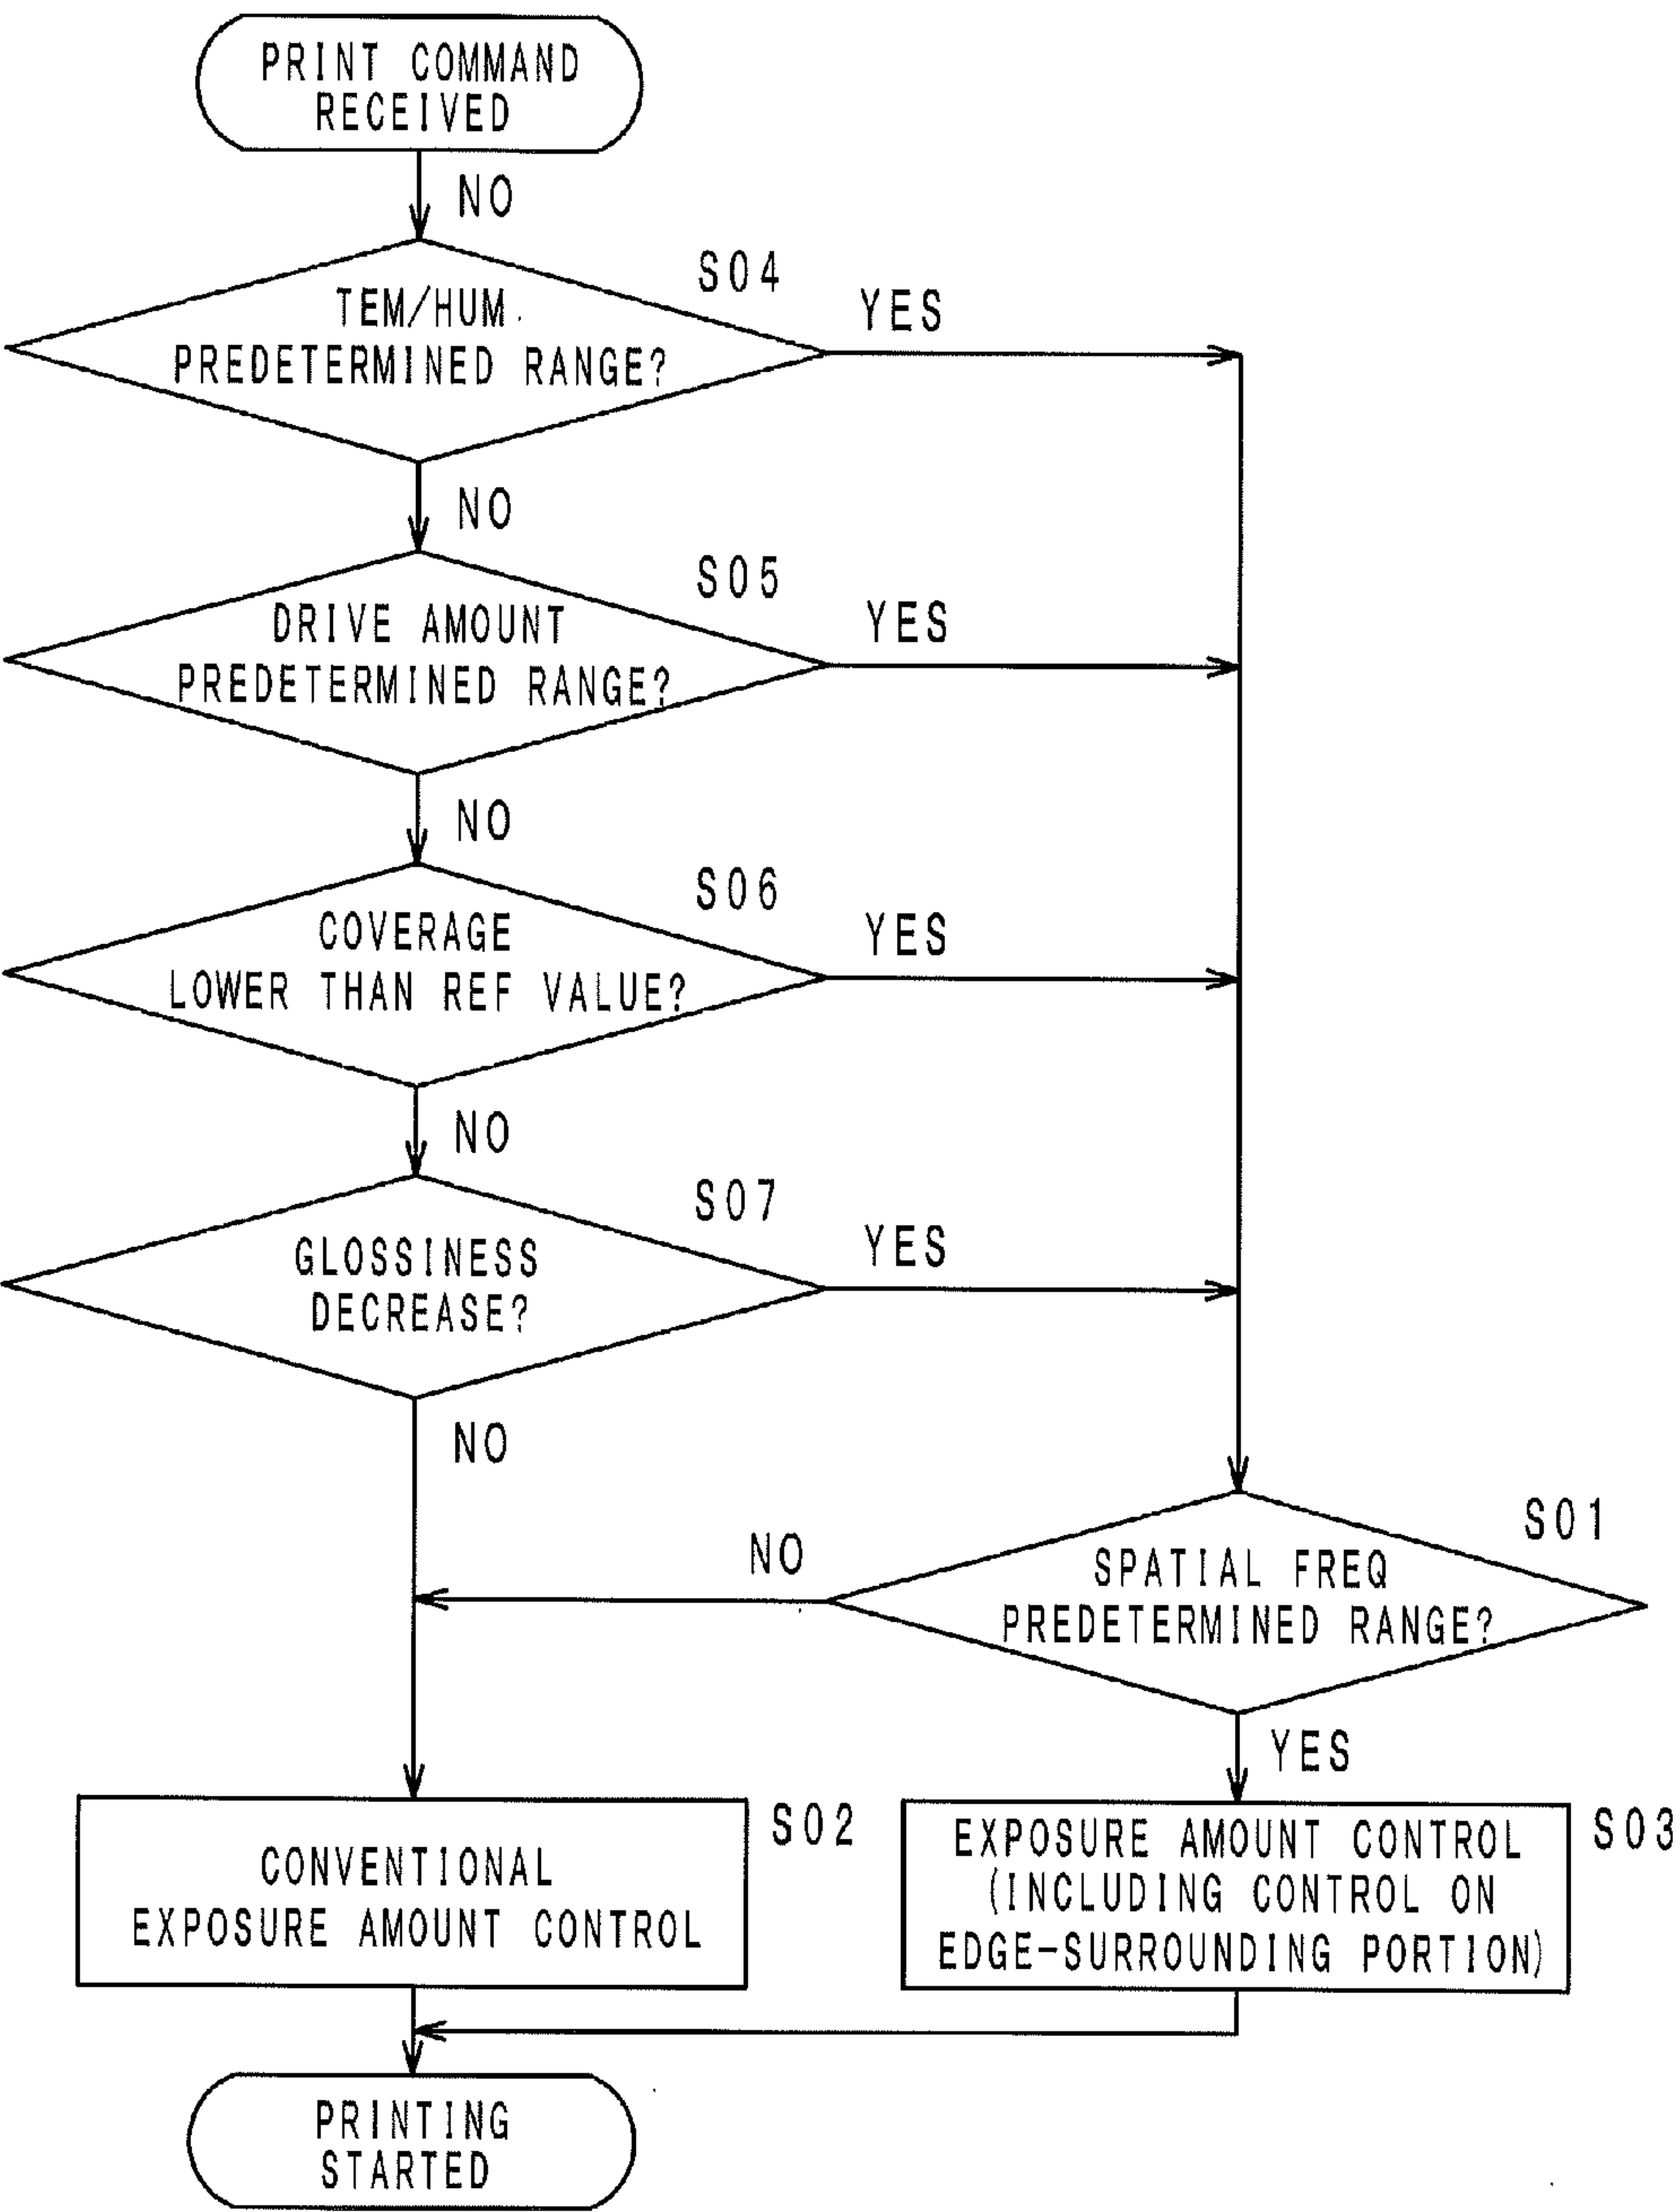 PRINT COMMAND
RECEIVED
NO
S04
TEM/HUM
PREDETERMINED RANGE?
YES
NO
S05
DRIVE AMOUNT
PREDETERMINED RANGE?
YES
NO
S06
COVERAGE
LOWER THAN REF VALUE?
YES
NO
S07
GLOSSINESS
DECREASE?
YES
NO
S01
SPATIAL FREQ
PREDETERMINED RANGE?
NO
YES
S02
CONVENTIONAL
EXPOSURE AMOUNT CONTROL
S03
EXPOSURE AMOUNT CONTROL
(INCLUDING CONTROL ON
EDGE-SURROUNDING PORTION)
PRINTING
STARTED